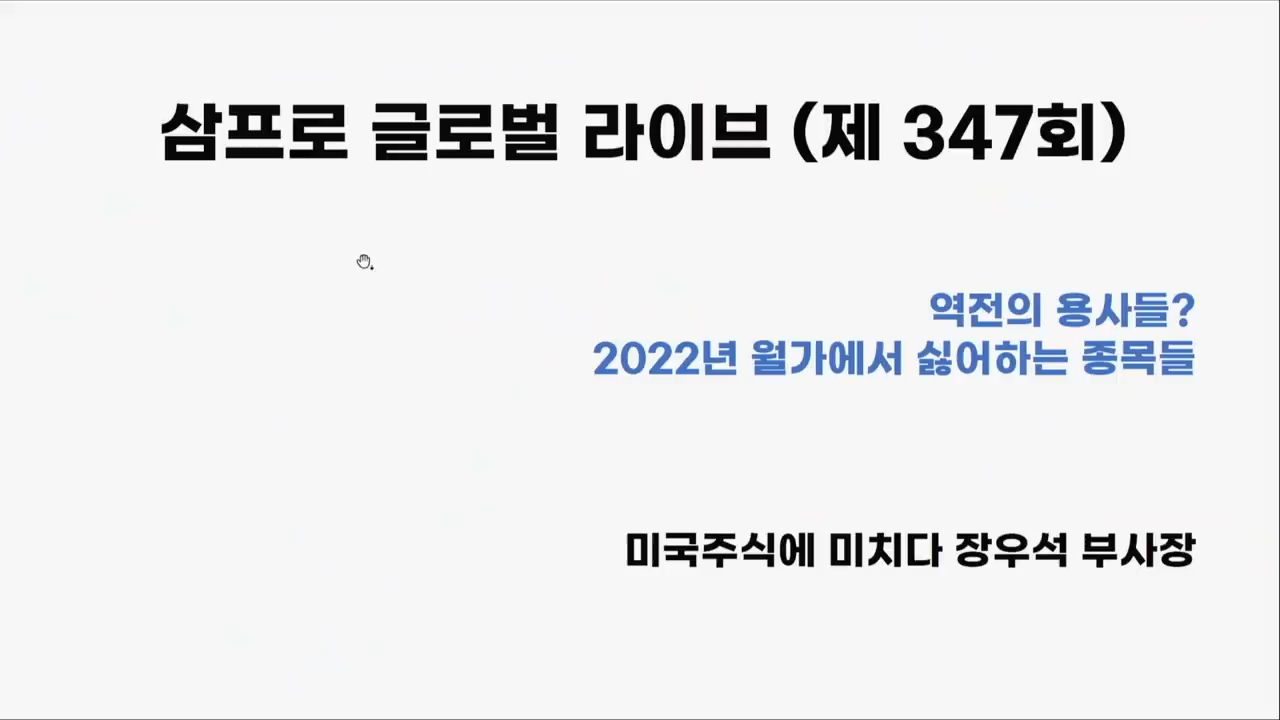 삼프로 글로벌 라이브 (제 347회)
역전의 용사들?
2022년 월가에서 싫어하는 종목들
미국주식에 미치다 장우석 부사장